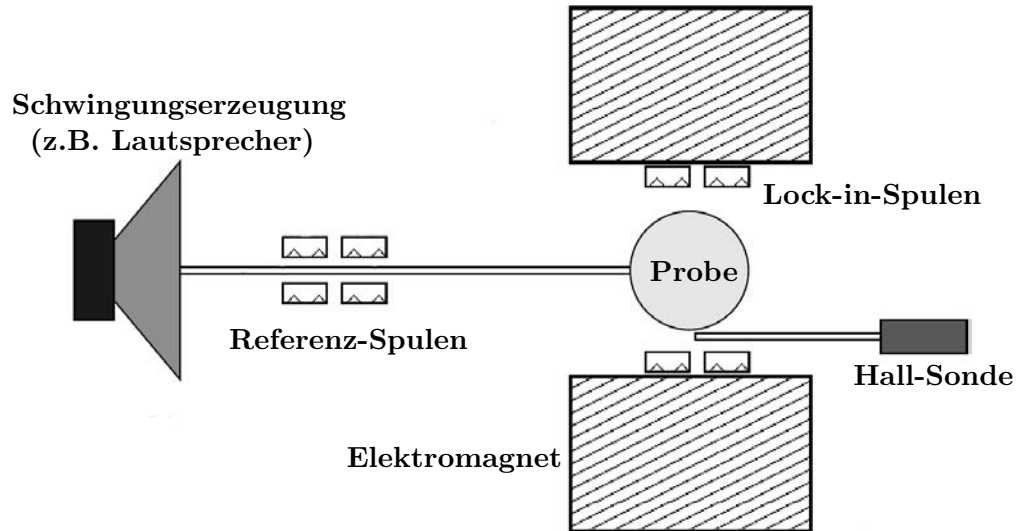 Schwingungserzeugung
(z.B. Lautsprecher)
Lock-in-Spulen
Probe
Referenz-Spulen
Hall-Sonde
Elektromagnet